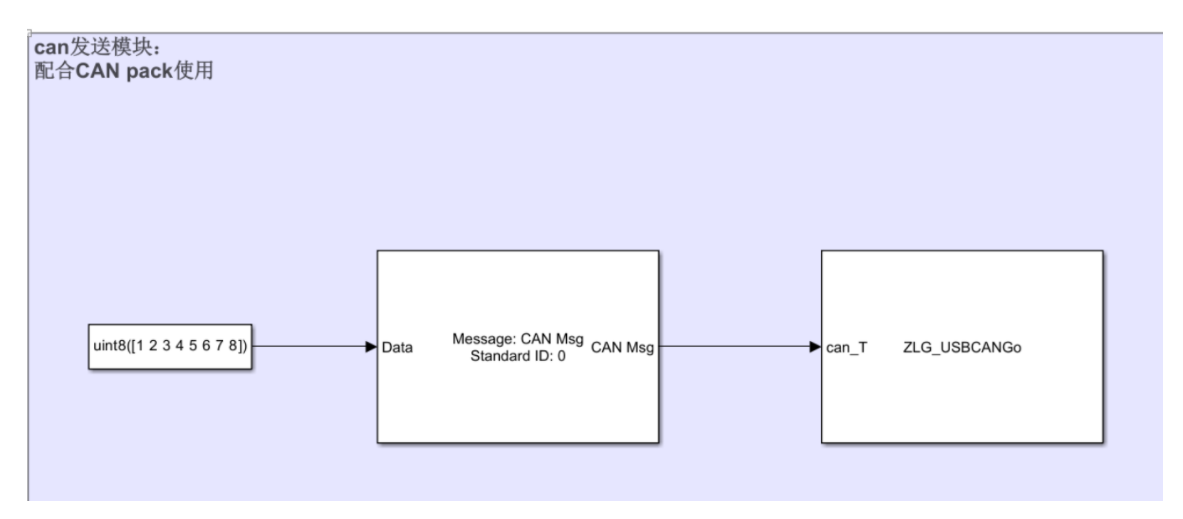 can发送模块：
配合CAN pack使用
uint8([1 2 3 4 5 6 7 8])
Data
Message: CAN Msg
Standard ID: 0
CAN Msg
can_T
ZLG_USBCANGo